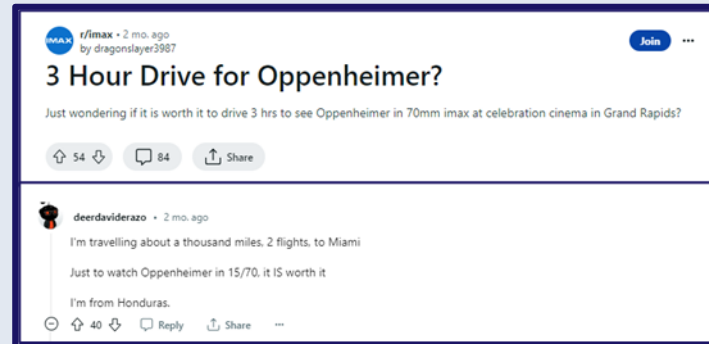 IMAX
r/imax • 2 mo. ago
by dragonslayer3987
Join
3 Hour Drive for Oppenheimer?
Just wondering if it is worth it to drive 3 hrs to see Oppenheimer in 70mm imax at celebration cinema in Grand Rapids?
54 84 Share
deerdaviderazo • 2 mo. ago
I'm travelling about a thousand miles, 2 flights, to Miami
Just to watch Oppenheimer in 15/70, it IS worth it
I'm from Honduras.
40 Reply Share